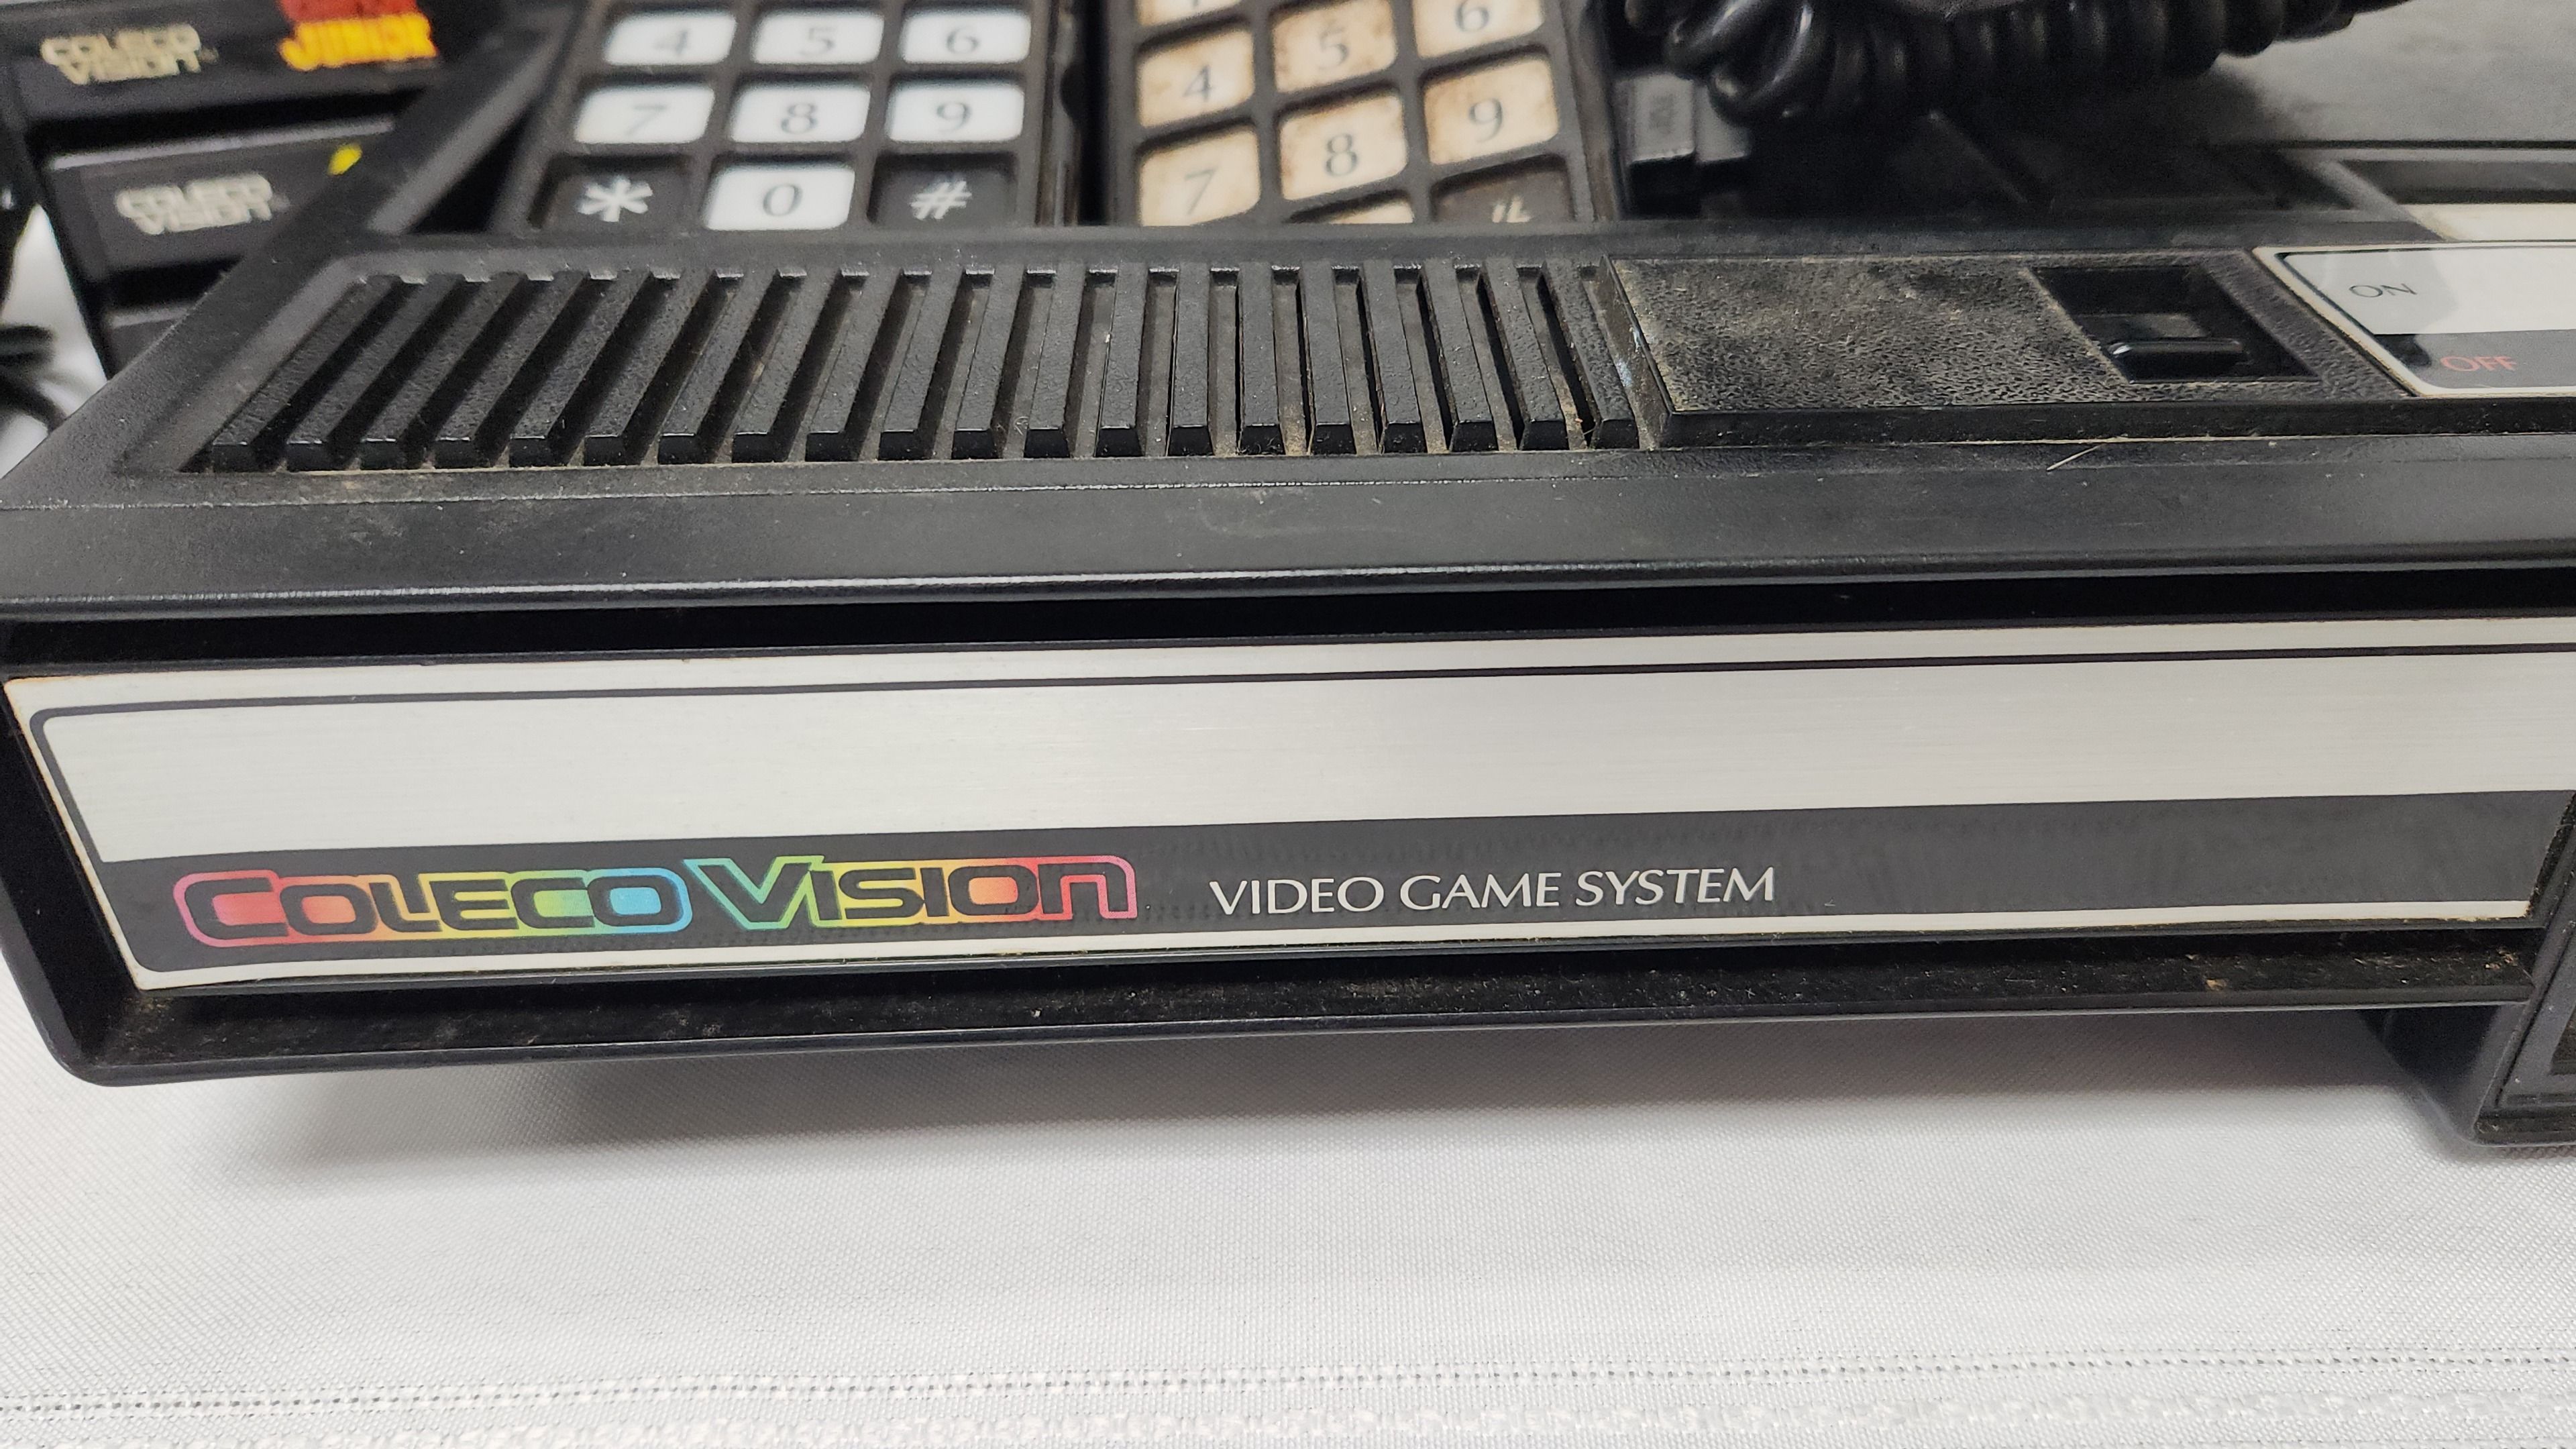 COLECO
VISION
JUNIOR
COLECO
VISION
4 5 6
7 8 9
* 0 #
4 5 6
7 8 9
#
TOP
ON
OFF
COLECOVISION VIDEO GAME SYSTEM